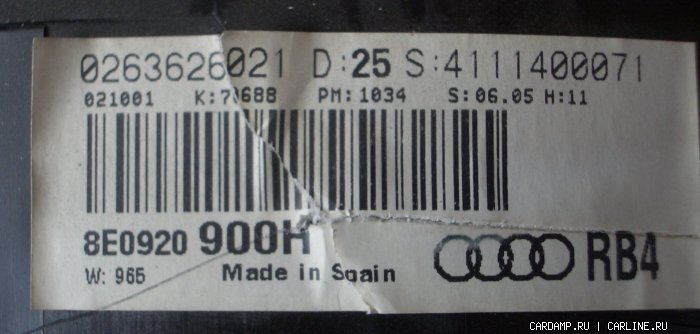 0263626021 D:25 S:4111400071
021001 K:78688 PM:1034 S:06.05 H:11
8E0920 900H RB4
W: 965 Made in Spain
CARDAMP.RU | CARLINE.RU